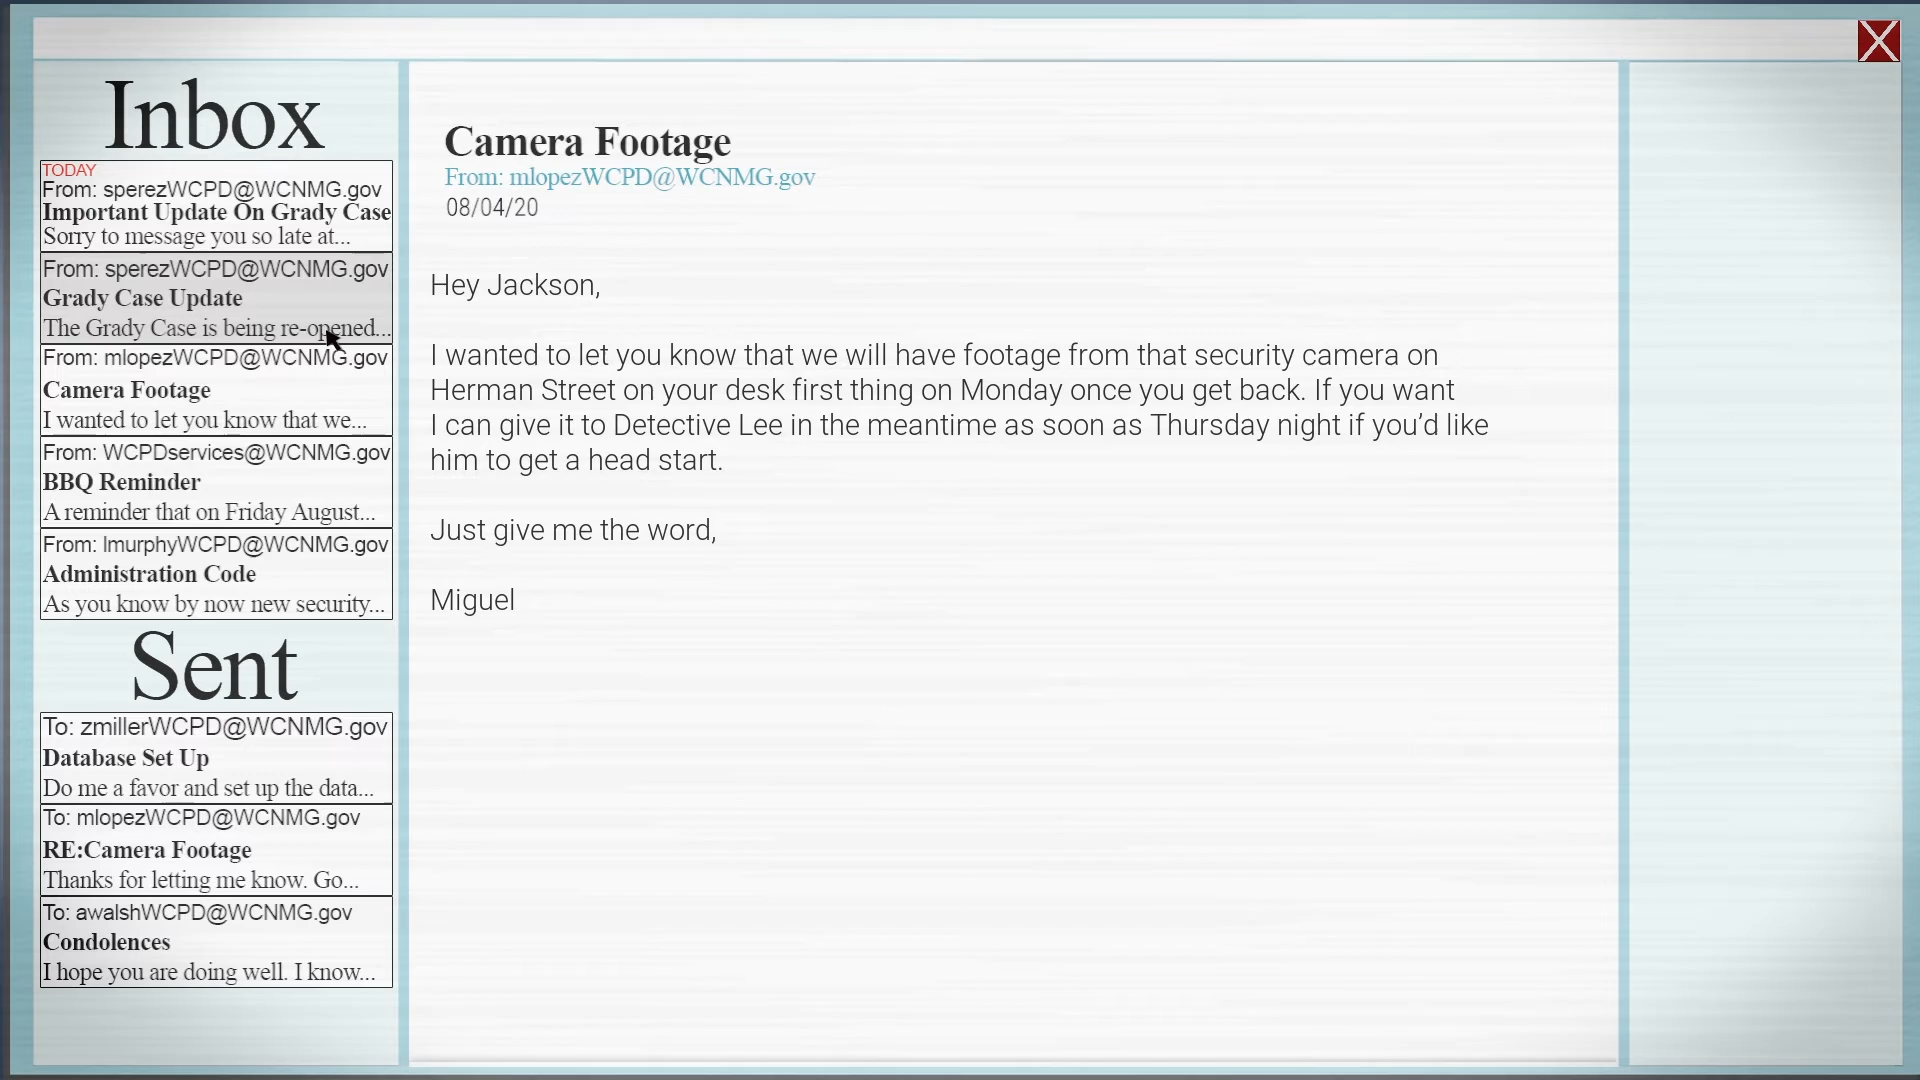 Inbox
TODAY
From: sperezWCPD@WCNMG.gov
Important Update On Grady Case
Sorry to message you so late at...
From: sperezWCPD@WCNMG.gov
Grady Case Update
The Grady Case is being re-opened...
From: mlopezWCPD@WCNMG.gov
Camera Footage
I wanted to let you know that we...
From: WCPDservices@WCNMG.gov
BBQ Reminder
A reminder that on Friday August...
From: lmurphyWCPD@WCNMG.gov
Administration Code
As you know by now new security...
Sent
To: zmillerWCPD@WCNMG.gov
Database Set Up
Do me a favor and set up the data...
To: mlopezWCPD@WCNMG.gov
RE:Camera Footage
Thanks for letting me know. Go...
To: awalshWCPD@WCNMG.gov
Condolences
I hope you are doing well. I know...
Camera Footage
From: mlopezWCPD@WCNMG.gov
08/04/20
Hey Jackson,
I wanted to let you know that we will have footage from that security camera on
Herman Street on your desk first thing on Monday once you get back. If you want
I can give it to Detective Lee in the meantime as soon as Thursday night if you’d like
him to get a head start.
Just give me the word,
Miguel